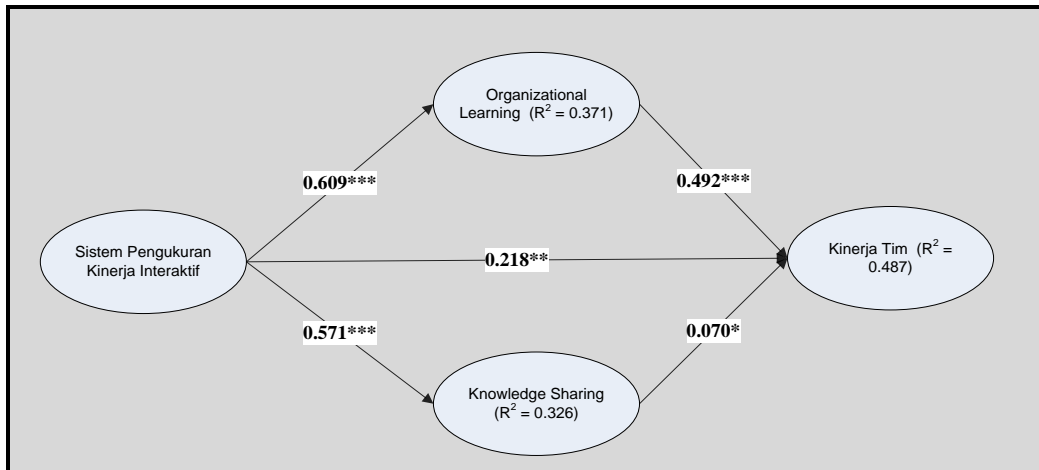 Organizational
Learning (R² = 0.371)
0.609***
0.492***
Sistem Pengukuran
Kinerja Interaktif
0.218**
Kinerja Tim (R² =
0.487)
0.571***
0.070*
Knowledge Sharing
(R² = 0.326)